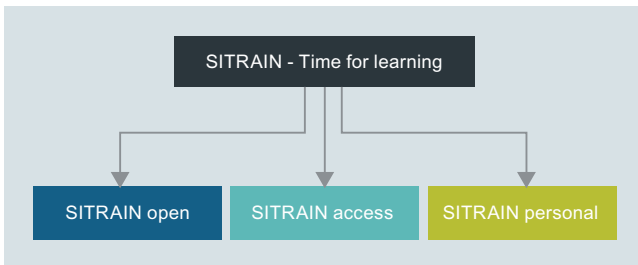 SITRAIN - Time for learning
SITRAIN open
SITRAIN access
SITRAIN personal